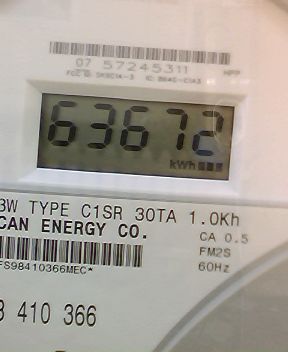 07 57245311
63672
kWh
3W TYPE C1SR 30TA 1.0Kh
CAN ENERGY CO.
CA 0.5
FM2S
60Hz
FS98410366MEC*
410 366